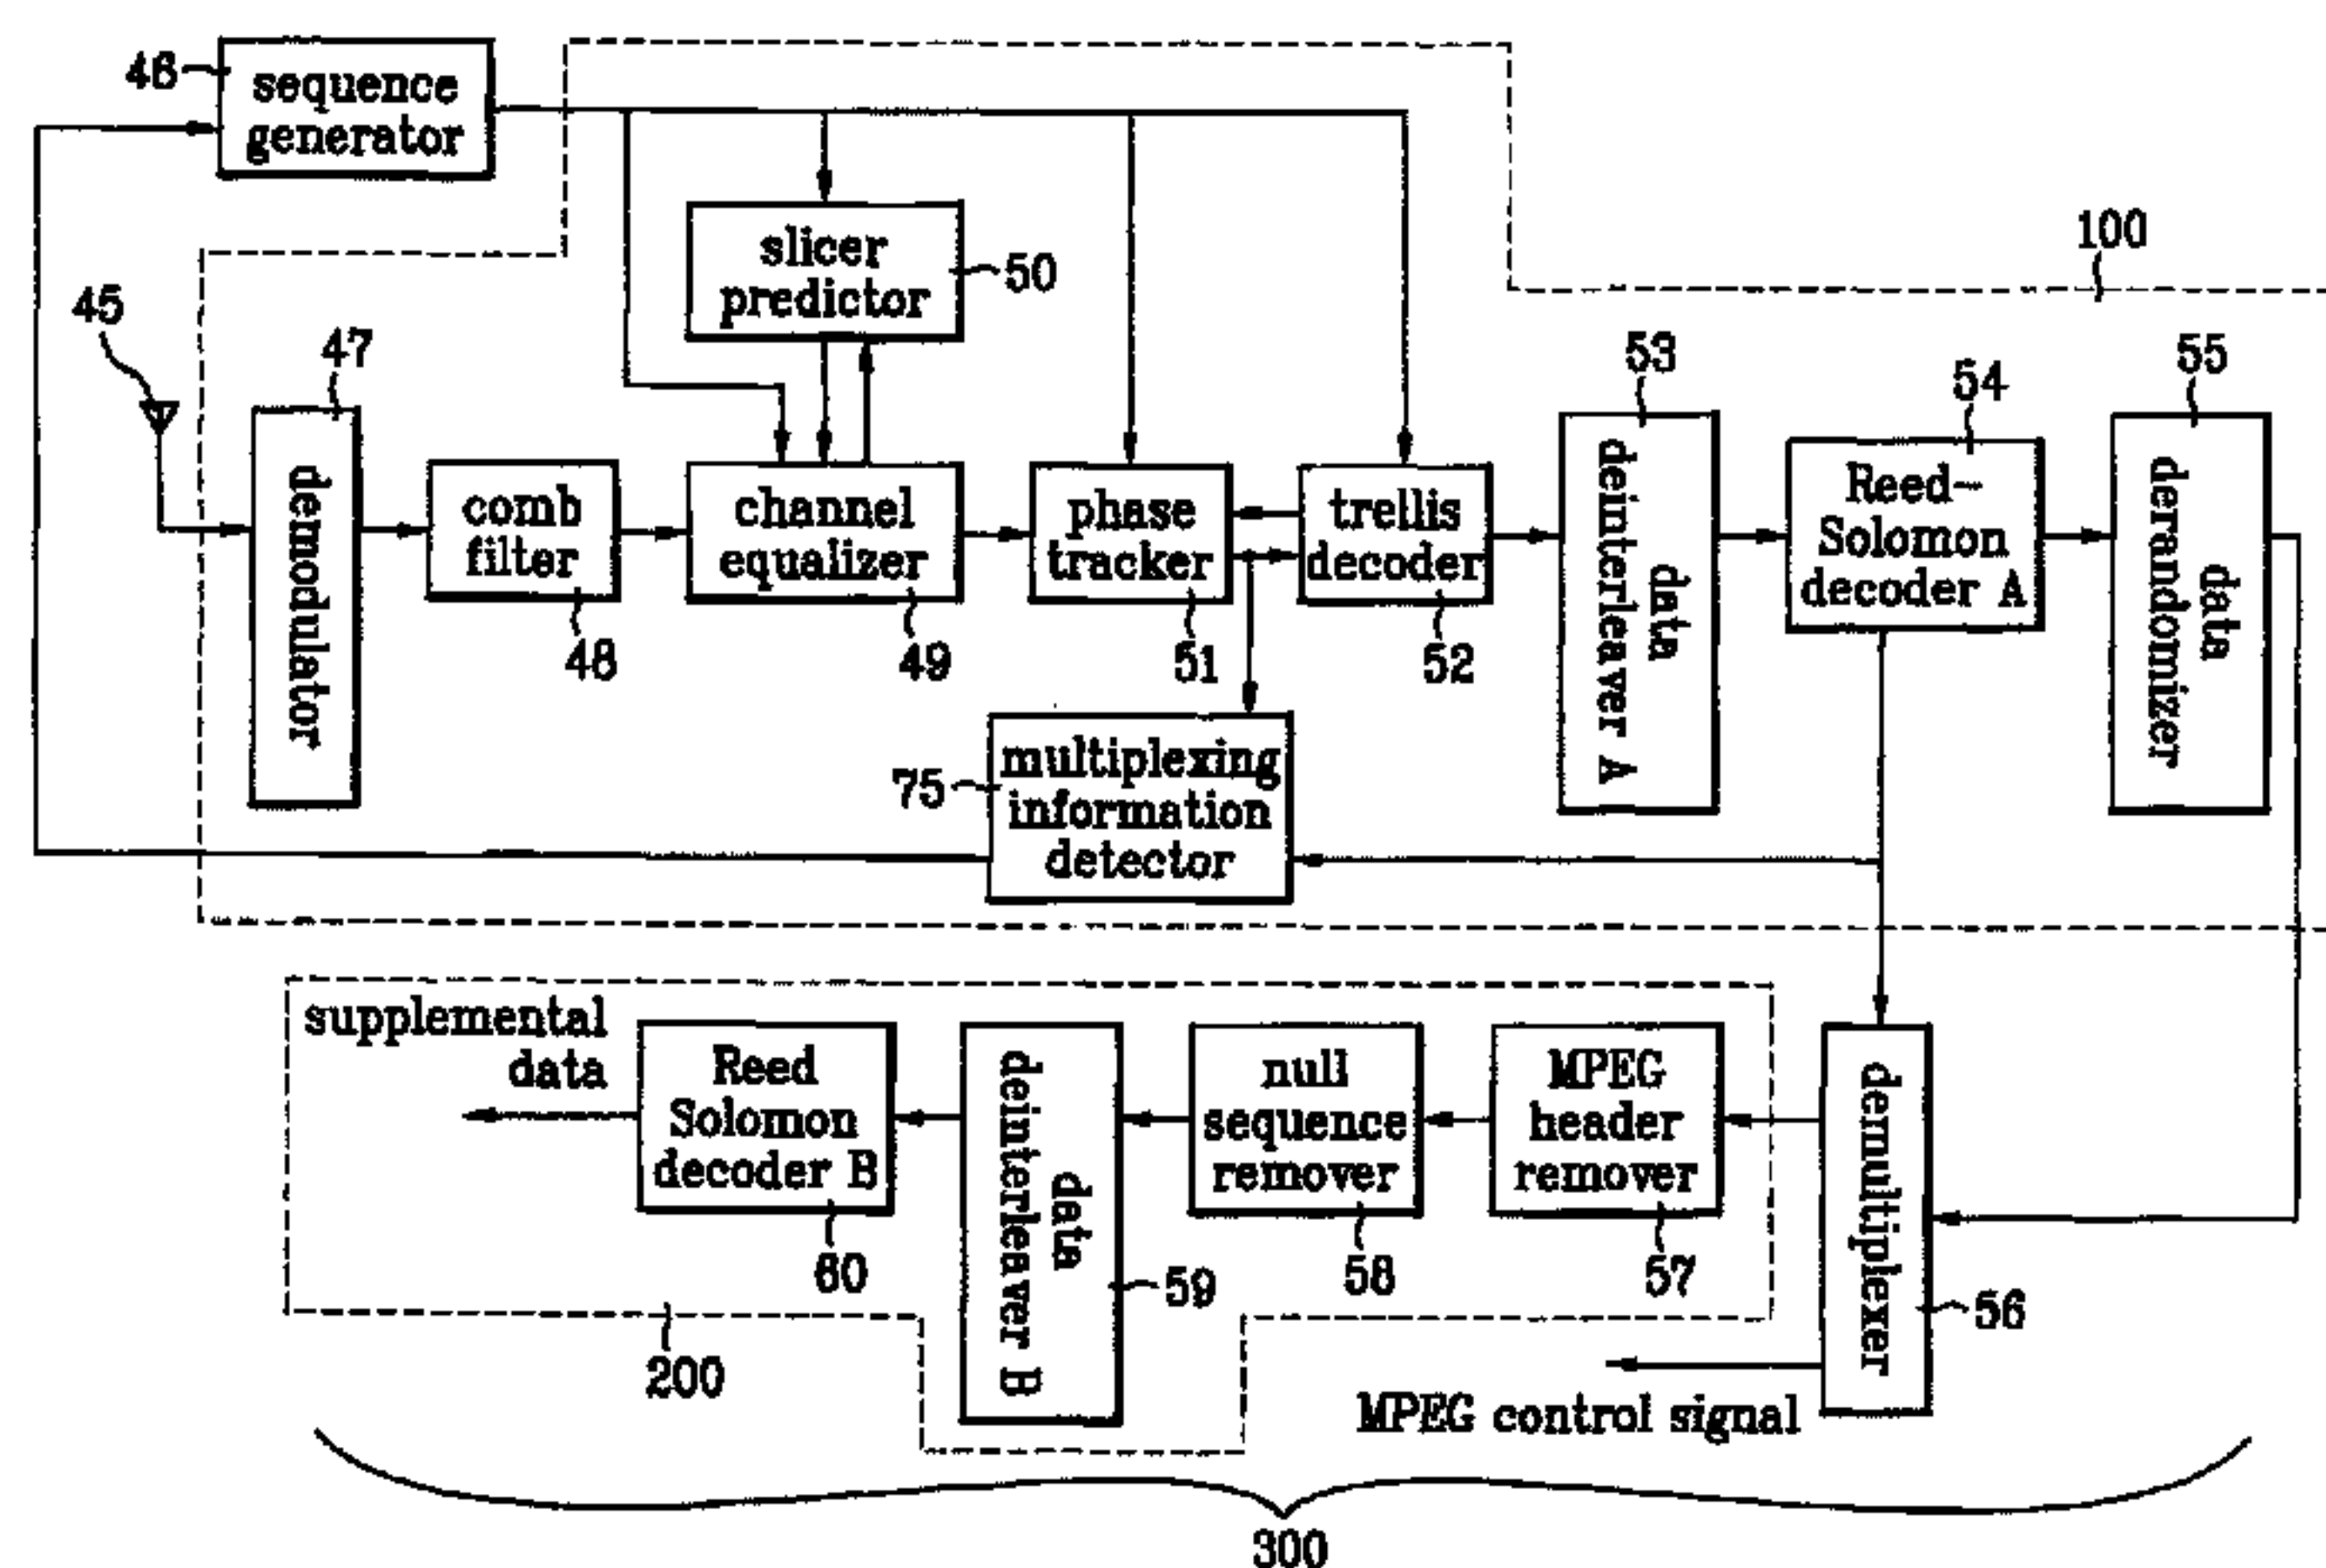 46
sequence
generator
100
slicer
predictor
50
45
47
53
54
55
demodulator
comb
filter
48
channel
equalizer
49
phase
tracker
51
trellis
decoder
52
data
deinterleaver A
Reed-
Solomon
decoder A
data
derandomizer
75
multiplexing
information
detector
supplemental
data
Reed
Solomon
decoder B
60
data
deinterleaver B
59
null
sequence
remover
58
MPEG
header
remover
57
demultiplexer
56
200
MPEG control signal
300